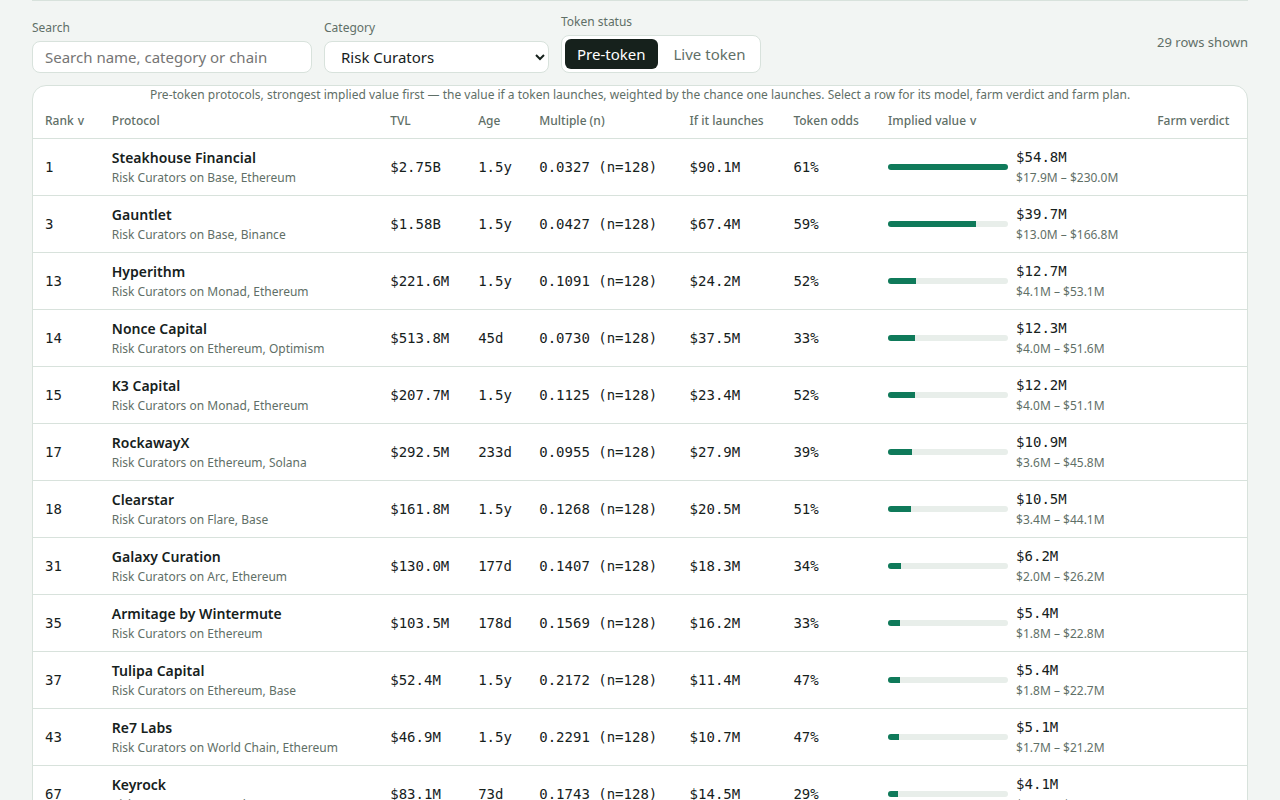 Search
Category
Token status
Search name, category or chain
Risk Curators
Pre-token
Live token
29 rows shown
Pre-token protocols, strongest implied value first — the value if a token launches, weighted by the chance one launches. Select a row for its model, farm verdict and farm plan.
Rank v Protocol TVL Age Multiple (n) If it launches Token odds Implied value v Farm verdict
1 Steakhouse Financial $2.75B 1.5y 0.0327 (n=128) $90.1M 61% $54.8M
Risk Curators on Base, Ethereum $17.9M – $230.0M
3 Gauntlet $1.58B 1.5y 0.0427 (n=128) $67.4M 59% $39.7M
Risk Curators on Base, Binance $13.0M – $166.8M
13 Hyperithm $221.6M 1.5y 0.1091 (n=128) $24.2M 52% $12.7M
Risk Curators on Monad, Ethereum $4.1M – $53.1M
14 Nonce Capital $513.8M 45d 0.0730 (n=128) $37.5M 33% $12.3M
Risk Curators on Ethereum, Optimism $4.0M – $51.6M
15 K3 Capital $207.7M 1.5y 0.1125 (n=128) $23.4M 52% $12.2M
Risk Curators on Monad, Ethereum $4.0M – $51.1M
17 RockawayX $292.5M 233d 0.0955 (n=128) $27.9M 39% $10.9M
Risk Curators on Ethereum, Solana $3.6M – $45.8M
18 Clearstar $161.8M 1.5y 0.1268 (n=128) $20.5M 51% $10.5M
Risk Curators on Flare, Base $3.4M – $44.1M
31 Galaxy Curation $130.0M 177d 0.1407 (n=128) $18.3M 34% $6.2M
Risk Curators on Arc, Ethereum $2.0M – $26.2M
35 Armitage by Wintermute $103.5M 178d 0.1569 (n=128) $16.2M 33% $5.4M
Risk Curators on Ethereum $1.8M – $22.8M
37 Tulipa Capital $52.4M 1.5y 0.2172 (n=128) $11.4M 47% $5.4M
Risk Curators on Ethereum, Base $1.8M – $22.7M
43 Re7 Labs $46.9M 1.5y 0.2291 (n=128) $10.7M 47% $5.1M
Risk Curators on World Chain, Ethereum $1.7M – $21.2M
67 Keyrock $83.1M 73d 0.1743 (n=128) $14.5M 29% $4.1M